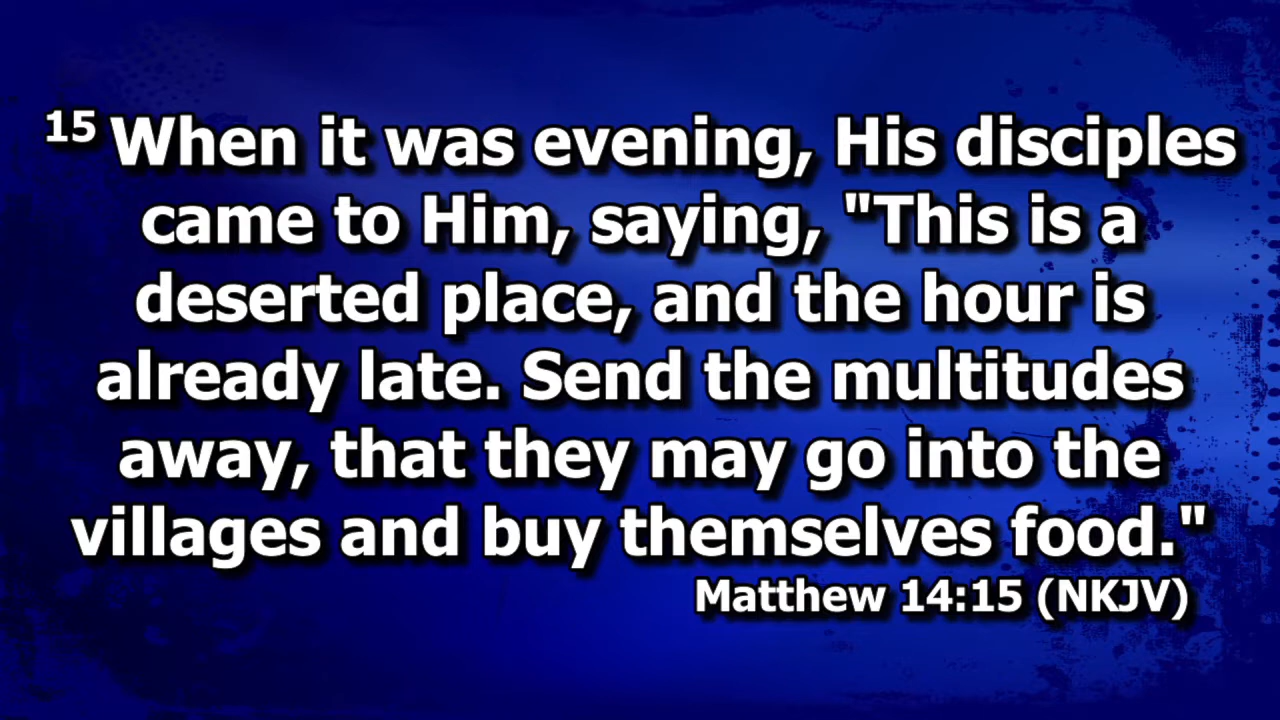 15 When it was evening, His disciples
came to Him, saying, "This is a
deserted place, and the hour is
already late. Send the multitudes
away, that they may go into the
villages and buy themselves food."
Matthew 14:15 (NKJV)